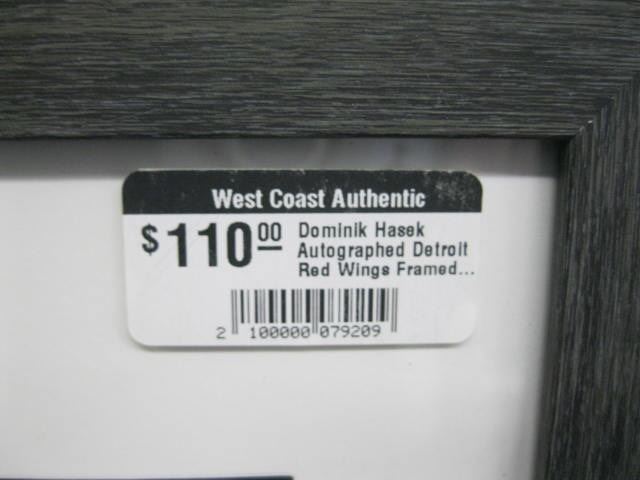 West Coast Authentic
$110.00 Dominik Hasek
Autographed Detroit
Red Wings Framed...
2 100000 079209